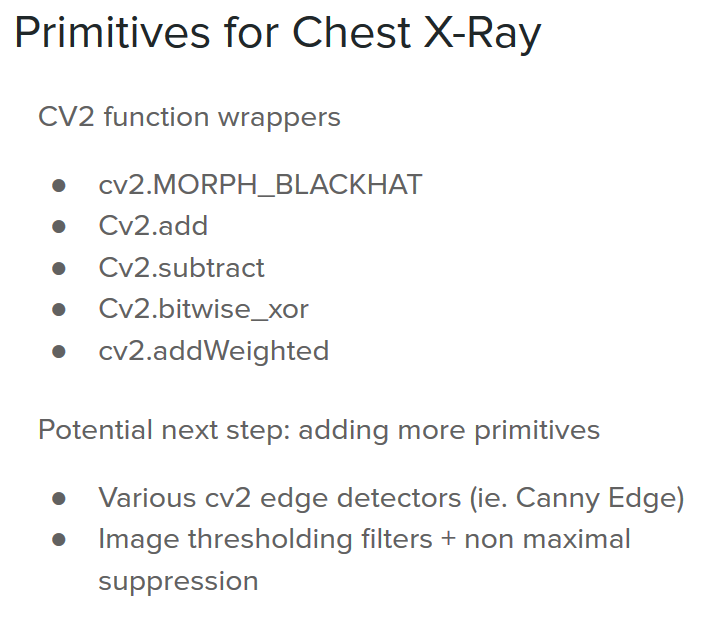 Primitives for Chest X-Ray
CV2 function wrappers
● cv2.MORPH_BLACKHAT
● Cv2.add
● Cv2.subtract
● Cv2.bitwise_xor
● cv2.addWeighted
Potential next step: adding more primitives
● Various cv2 edge detectors (ie. Canny Edge)
● Image thresholding filters + non maximal
suppression